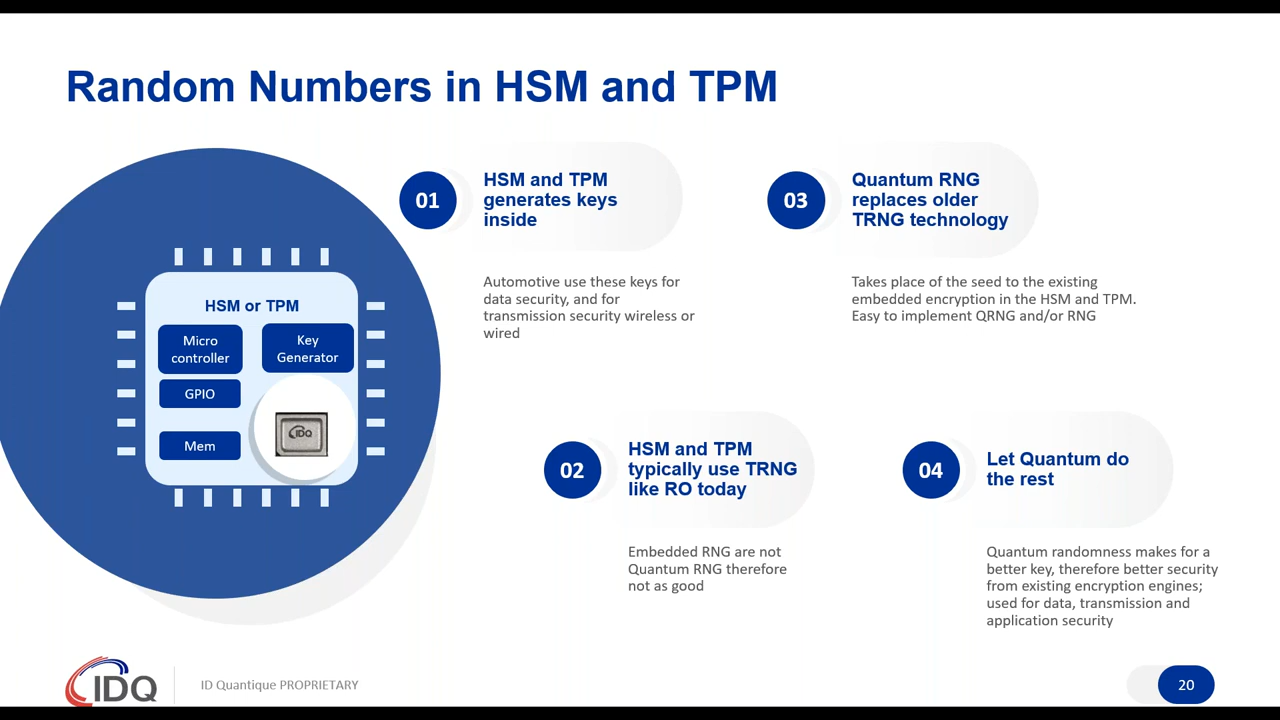 Random Numbers in HSM and TPM
HSM or TPM
Micro
controller
Key
Generator
GPIO
Mem
IDQ
01
HSM and TPM
generates keys
inside
Automotive use these keys for
data security, and for
transmission security wireless or
wired
02
HSM and TPM
typically use TRNG
like RO today
Embedded RNG are not
Quantum RNG therefore
not as good
03
Quantum RNG
replaces older
TRNG technology
Takes place of the seed to the existing
embedded encryption in the HSM and TPM.
Easy to implement QRNG and/or RNG
04
Let Quantum do
the rest
Quantum randomness makes for a
better key, therefore better security
from existing encryption engines;
used for data, transmission and
application security
IDQ
ID Quantique PROPRIETARY
20